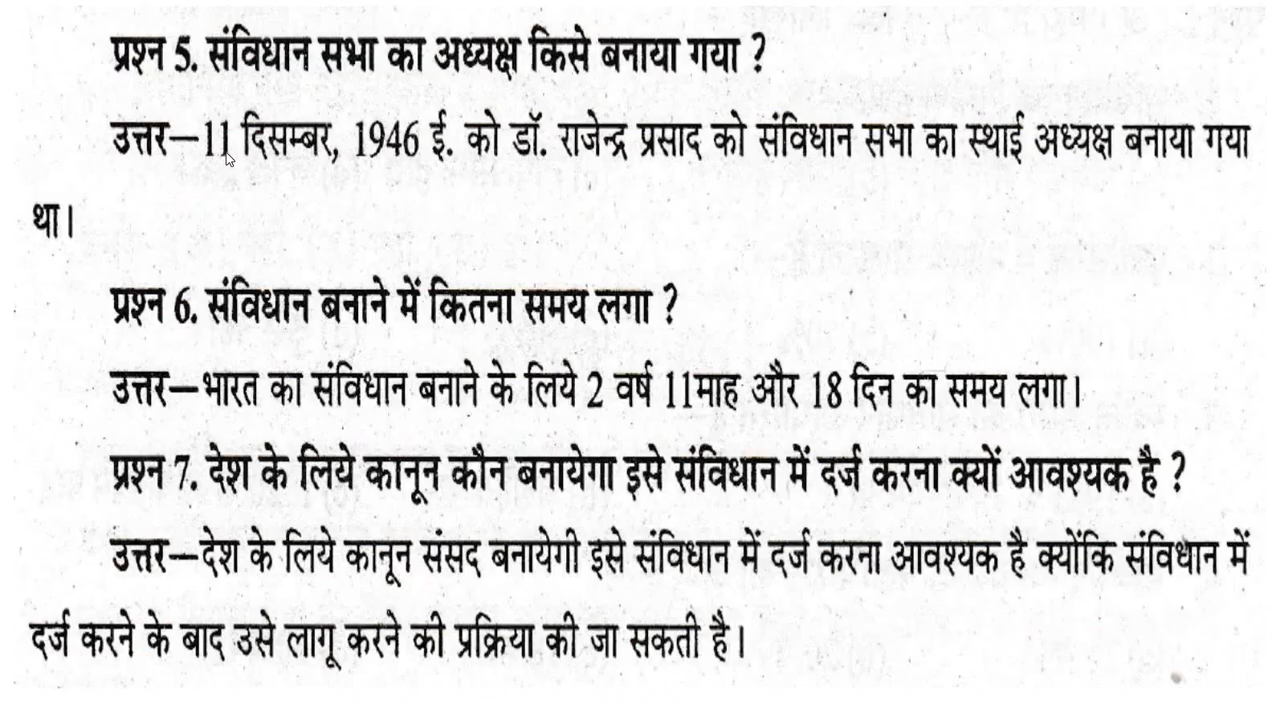 प्रश्न 5. संविधान सभा का अध्यक्ष किसे बनाया गया ?
उत्तर—11 दिसम्बर, 1946 ई. को डॉ. राजेन्द्र प्रसाद को संविधान सभा का स्थाई अध्यक्ष बनाया गया
था।
प्रश्न 6. संविधान बनाने में कितना समय लगा ?
उत्तर—भारत का संविधान बनाने के लिये 2 वर्ष 11माह और 18 दिन का समय लगा।
प्रश्न 7. देश के लिये कानून कौन बनायेगा इसे संविधान में दर्ज करना क्यों आवश्यक है ?
उत्तर—देश के लिये कानून संसद बनायेगी इसे संविधान में दर्ज करना आवश्यक है क्योंकि संविधान में
दर्ज करने के बाद उसे लागू करने की प्रक्रिया की जा सकती है।